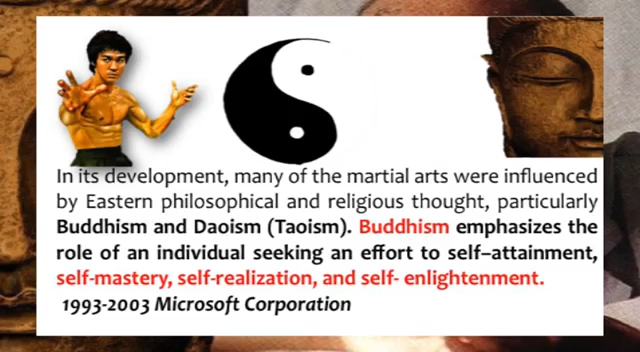 In its development, many of the martial arts were influenced
by Eastern philosophical and religious thought, particularly
Buddhism and Daoism (Taoism). Buddhism emphasizes the
role of an individual seeking an effort to self–attainment,
self-mastery, self-realization, and self- enlightenment.
1993-2003 Microsoft Corporation